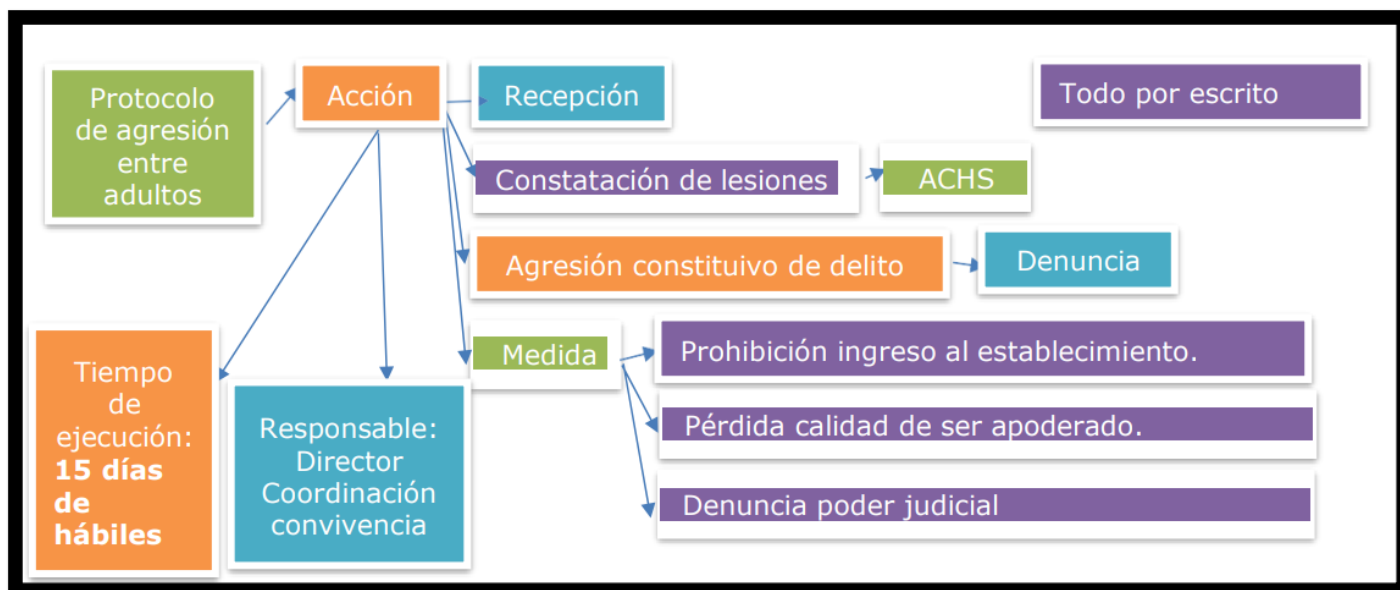 Protocolo
de agresión
entre
adultos
Acción
Recepción
Todo por escrito
Constatación de lesiones
ACHS
Agresión constitutivo de delito
Denuncia
Medida
Prohibición ingreso al establecimiento.
Pérdida calidad de ser apoderado.
Denuncia poder judicial
Tiempo
de
ejecución:
15 días
de
hábiles
Responsable:
Director
Coordinación
convivencia